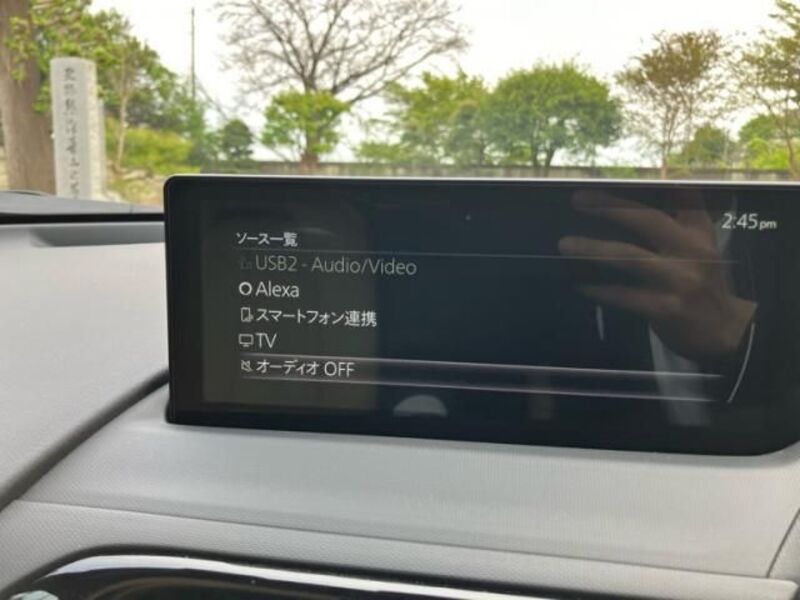 2:45pm
ソース一覧
USB2 - Audio/Video
Alexa
スマートフォン連携
TV
オーディオ OFF